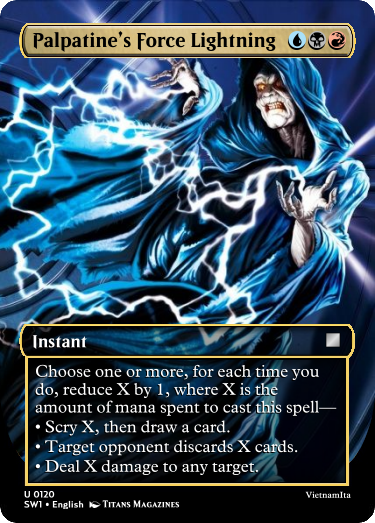 Palpatine's Force Lightning
Instant
Choose one or more, for each time you
do, reduce X by 1, where X is the
amount of mana spent to cast this spell—
• Scry X, then draw a card.
• Target opponent discards X cards.
• Deal X damage to any target.
U 0120
SW1 • English Titans Magazines
VietnamIta